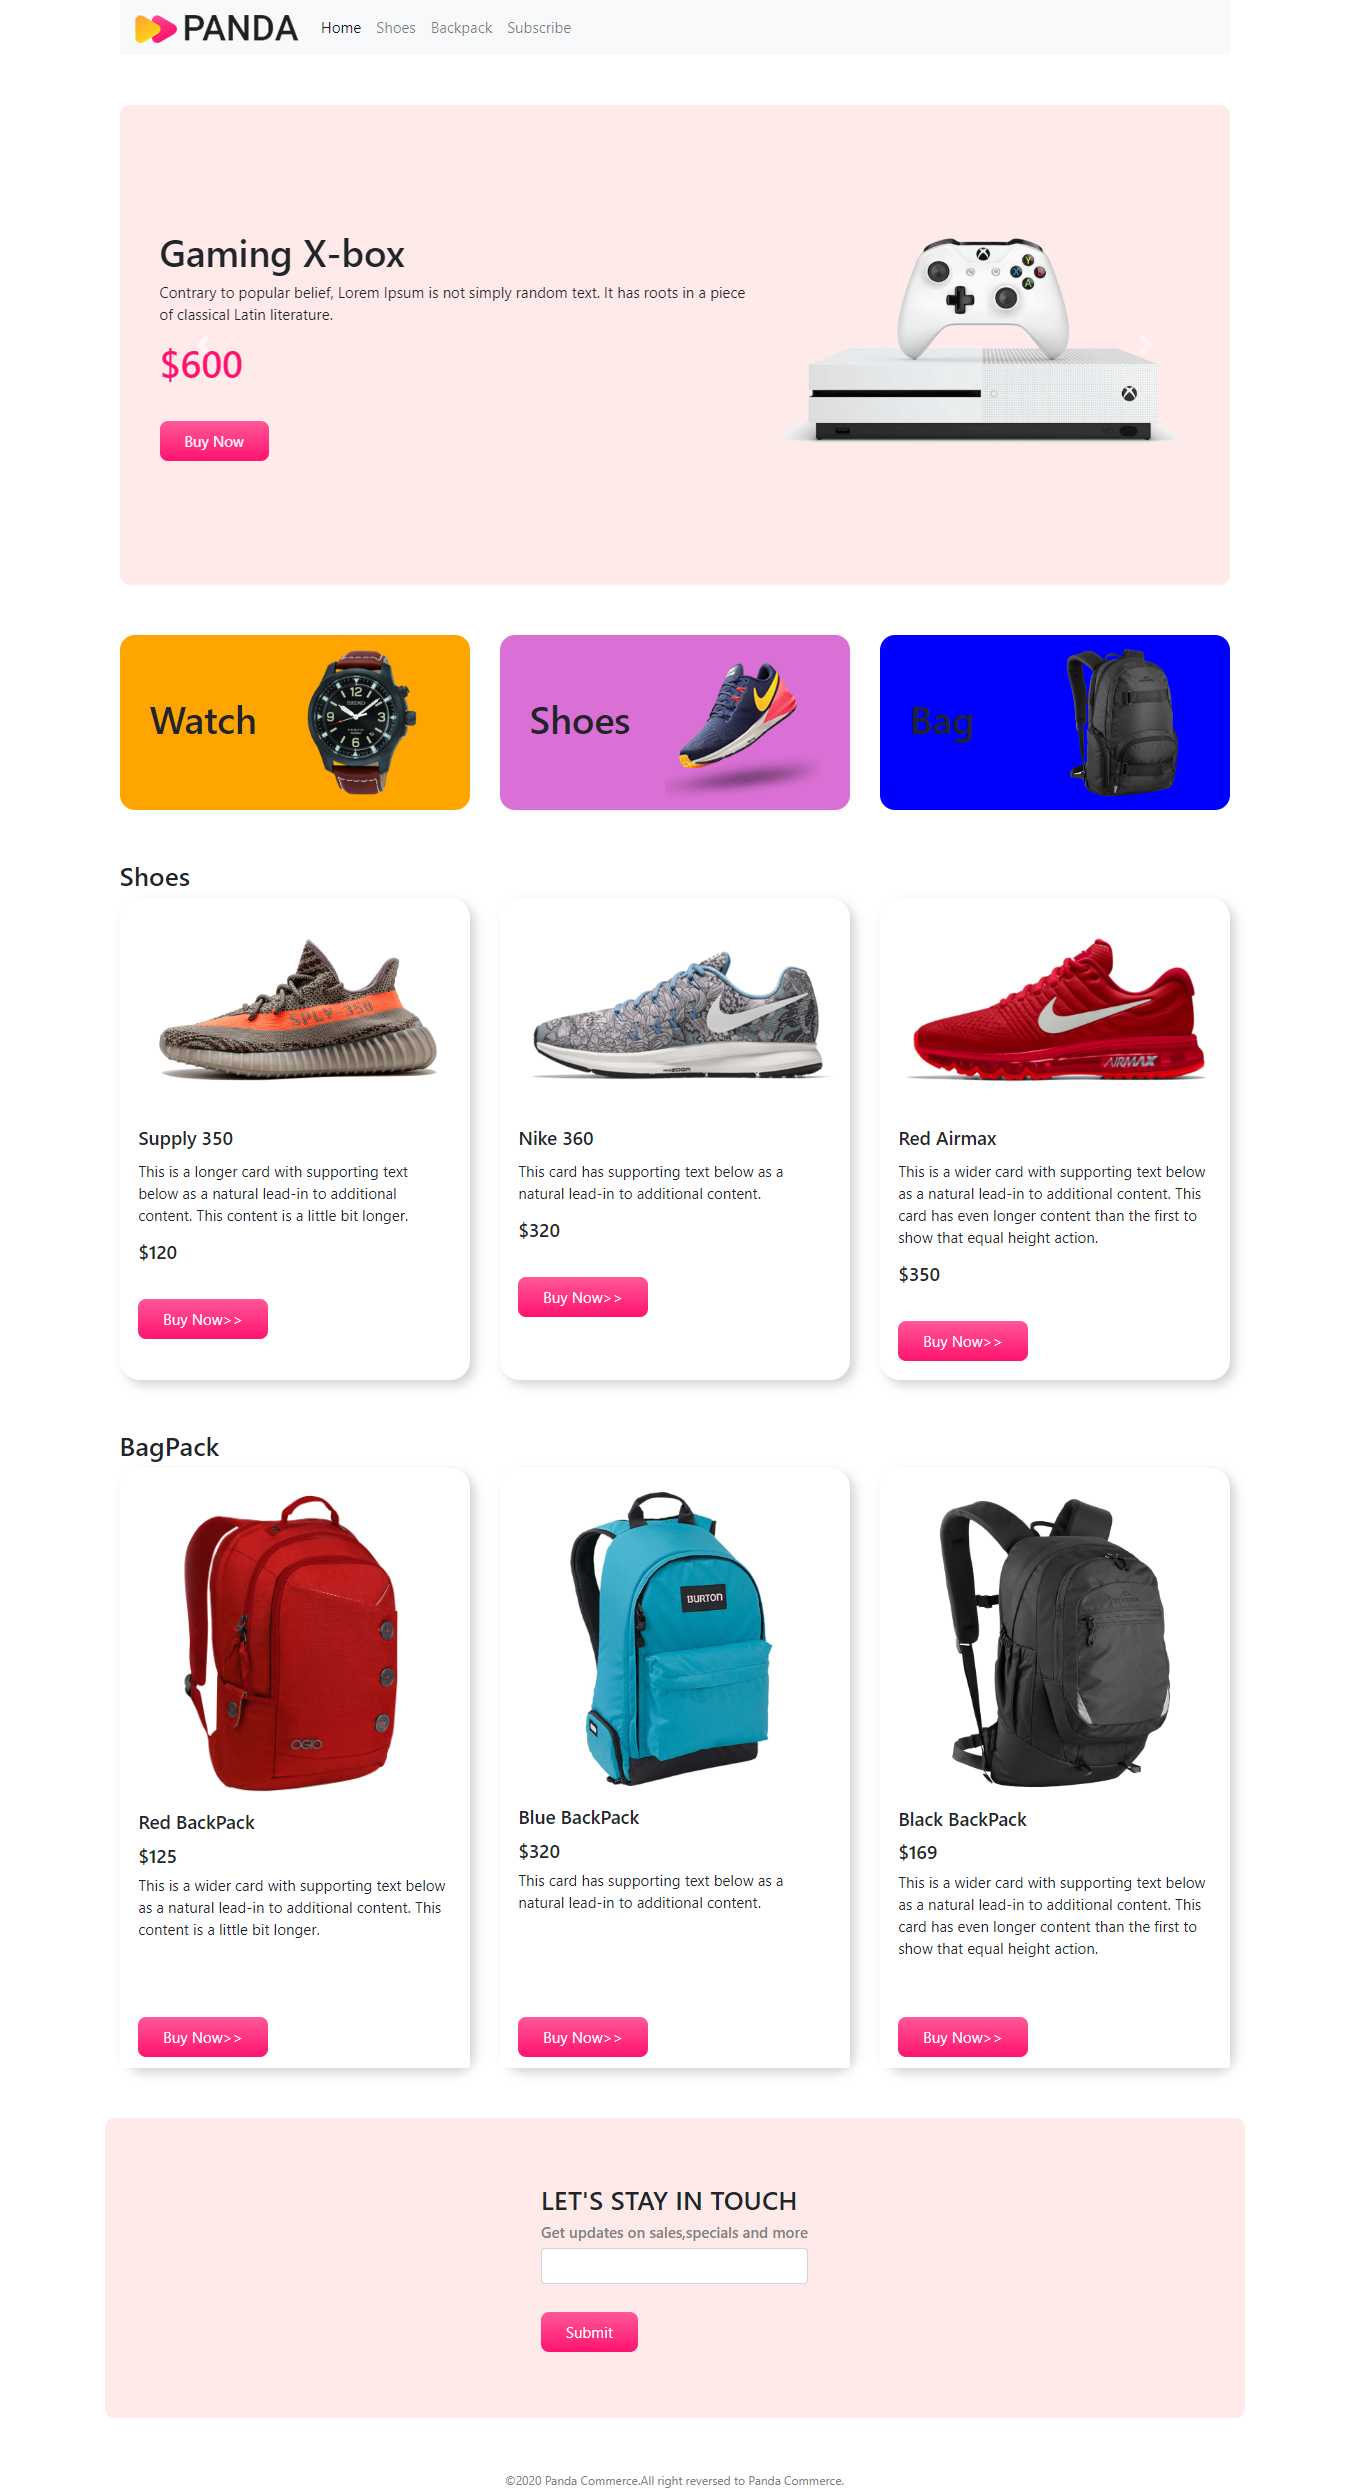 PANDA Home Shoes Backpack Subscribe
Gaming X-box
Contrary to popular belief, Lorem Ipsum is not simply random text. It has roots in a piece
of classical Latin literature.
$600
Buy Now
Watch
Shoes
Bag
Shoes
SPLY-350
AIRMAX
Supply 350
This is a longer card with supporting text
below as a natural lead-in to additional
content. This content is a little bit longer.
$120
Buy Now>>
Nike 360
This card has supporting text below as a
natural lead-in to additional content.
$320
Buy Now>>
Red Airmax
This is a wider card with supporting text below
as a natural lead-in to additional content. This
card has even longer content than the first to
show that equal height action.
$350
Buy Now>>
BagPack
OGIO
BURTON
Red BackPack
$125
This is a wider card with supporting text below
as a natural lead-in to additional content. This
content is a little bit longer.
Buy Now>>
Blue BackPack
$320
This card has supporting text below as a
natural lead-in to additional content.
Buy Now>>
Black BackPack
$169
This is a wider card with supporting text below
as a natural lead-in to additional content. This
card has even longer content than the first to
show that equal height action.
Buy Now>>
LET'S STAY IN TOUCH
Get updates on sales,specials and more
Submit
©2020 Panda Commerce.All right reversed to Panda Commerce.